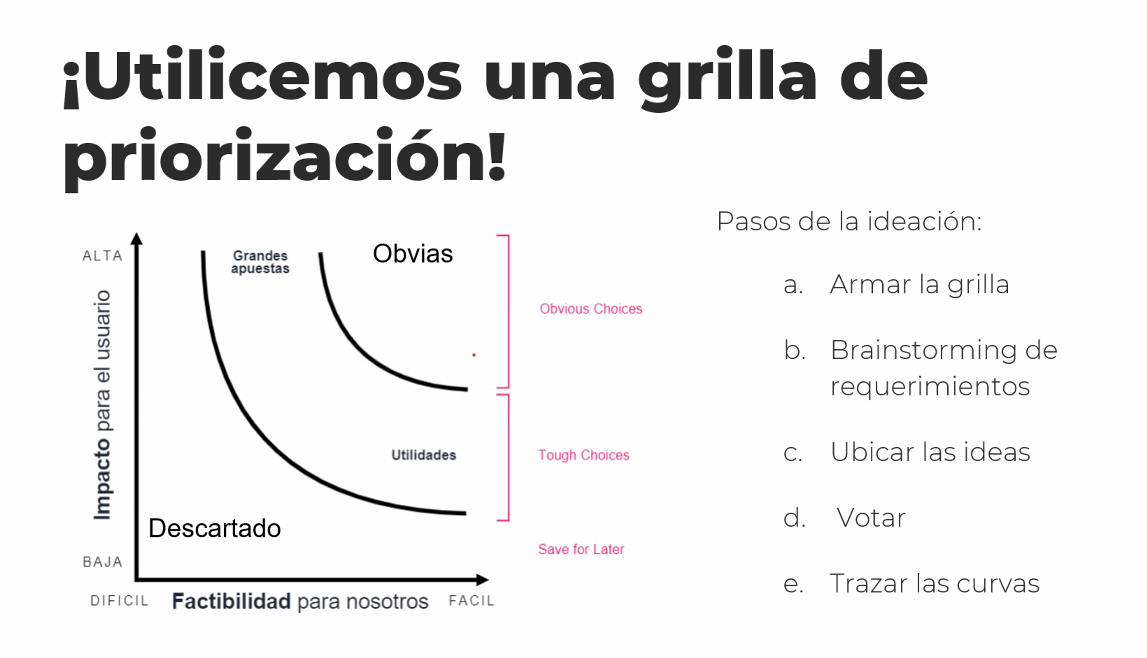 ¡Utilicemos una grilla de
priorización!
ALTA
Impacto para el usuario
BAJA
Grandes
apuestas
Obvias
Utilidades
Descartado
DIFICIL
Factibilidad para nosotros
FACIL
Obvious Choices
Tough Choices
Save for Later
Pasos de la ideación:
a. Armar la grilla
b. Brainstorming de
requerimientos
c. Ubicar las ideas
d. Votar
e. Trazar las curvas